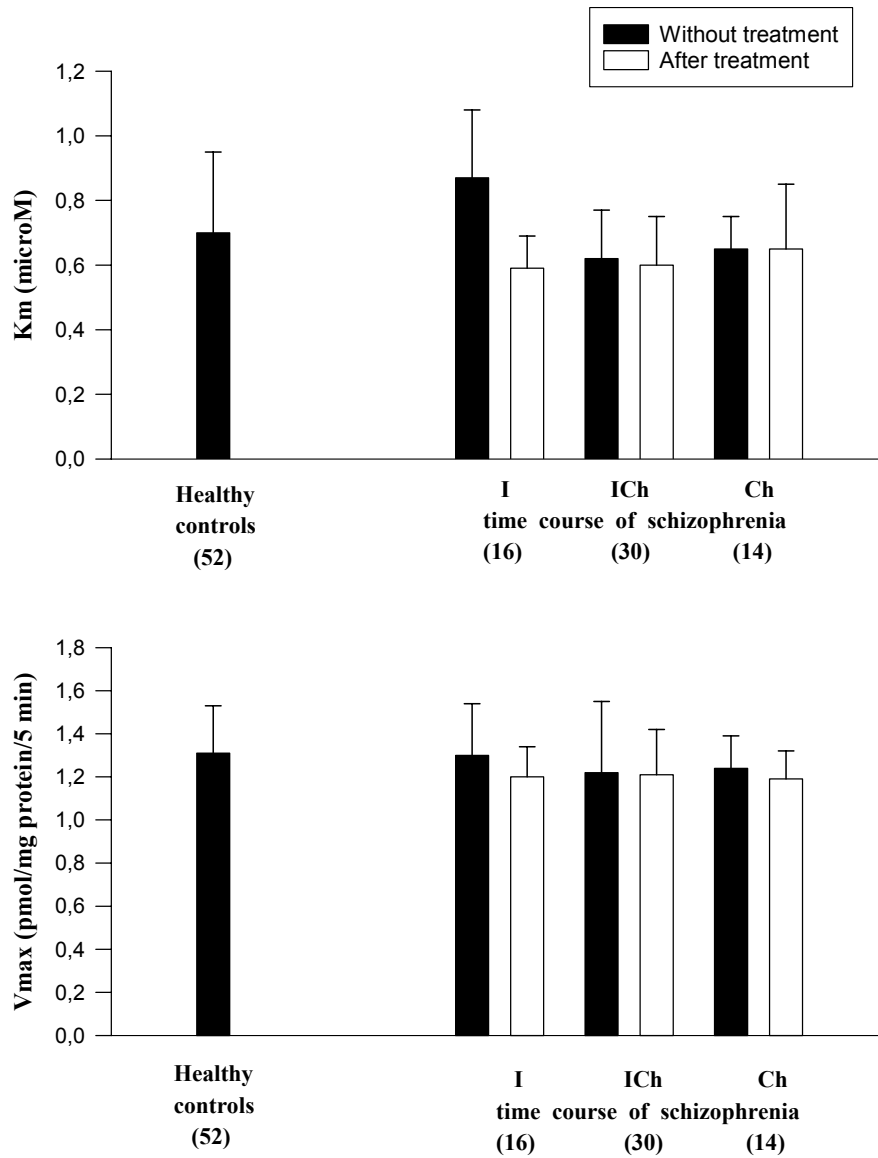 Without treatment
After treatment
1,2
1,0
0,8
0,6
0,4
0,2
0,0
Km (microM)
Healthy
controls
(52)
I ICh Ch
time course of schizophrenia
(16) (30) (14)
1,8
1,6
1,4
1,2
1,0
0,8
0,6
0,4
0,2
0,0
Vmax (pmol/mg protein/5 min)
Healthy
controls
(52)
I ICh Ch
time course of schizophrenia
(16) (30) (14)